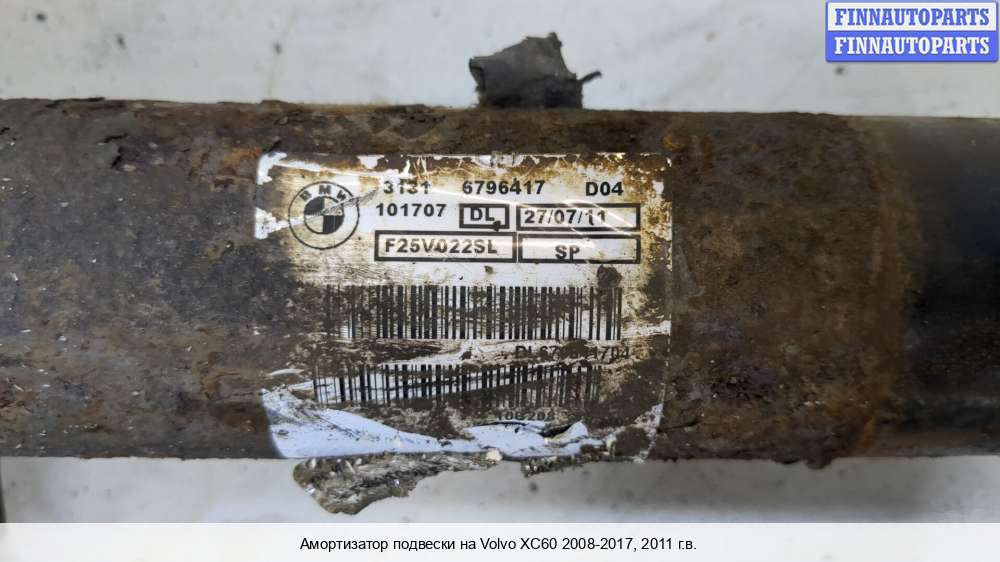 FINNAUTOPARTS
FINNAUTOPARTS
BMW
3131 6796417 D04
101707 DL 27/07/11
F25V022SL SP
Амортизатор подвески на Volvo XC60 2008-2017, 2011 г.в.